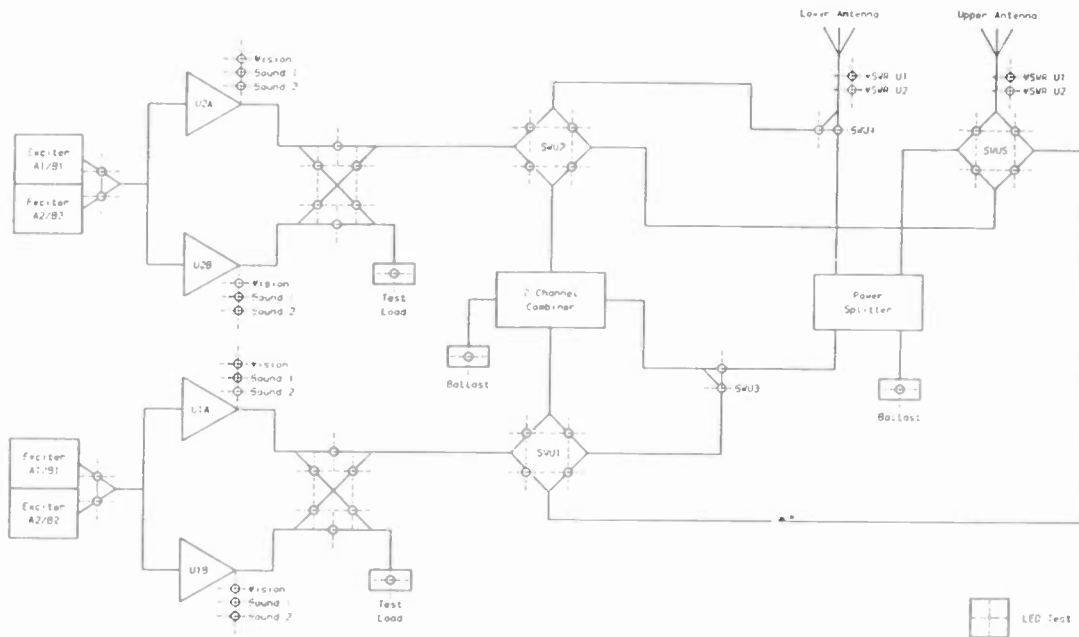 Lower Antenna
Upper Antenna
Vision
Sound 1
Sound 2
VSWR U1
VSWR U2
VSWR U1
VSWR U2
U2A
SWU4
Exciter
A1/B1
Exciter
A2/B2
SWU2
SWU5
U2B
Vision
Sound 1
Sound 2
Test
Load
2 Channel
Combiner
Power
Splitter
Ballast
Vision
Sound 1
Sound 2
SWU3
Ballast
U1A
SWU1
Exciter
A1/B1
Exciter
A2/B2
U1B
Vision
Sound 1
Sound 2
Test
Load
LED Test